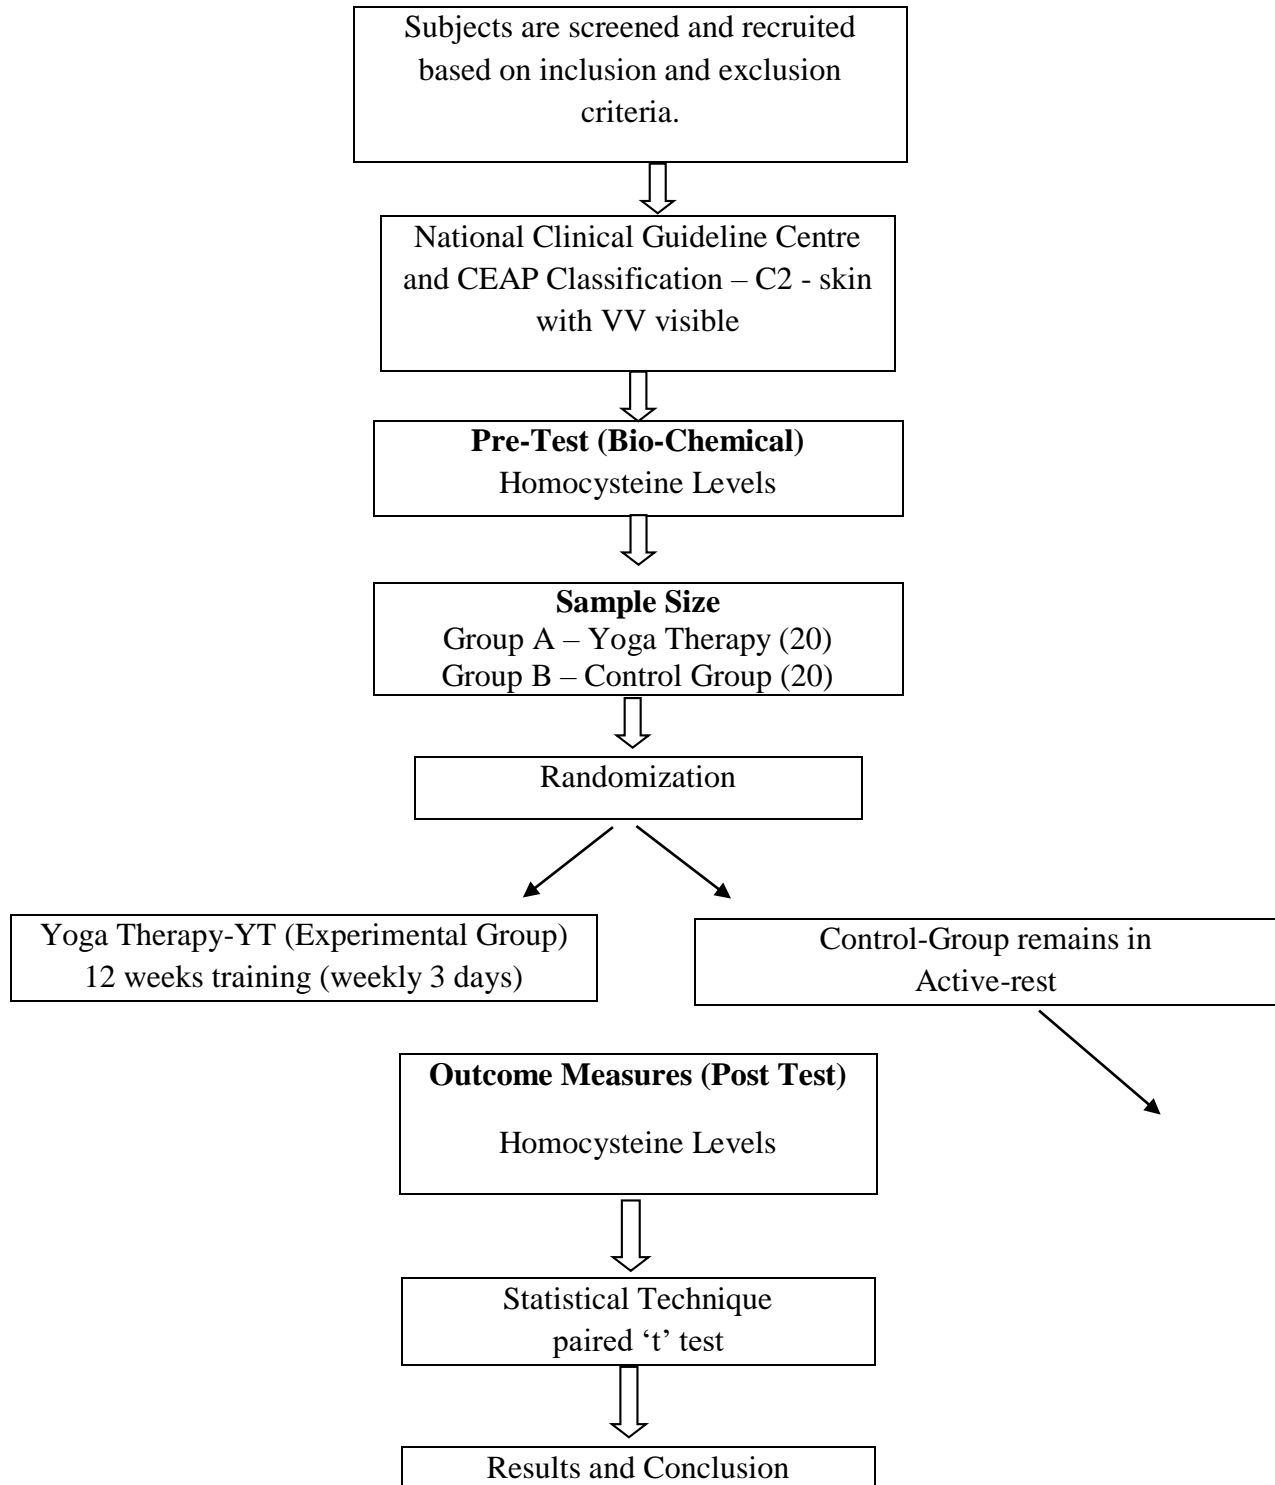 Subjects are screened and recruited
based on inclusion and exclusion
criteria.
National Clinical Guideline Centre
and CEAP Classification – C2 - skin
with VV visible
Pre-Test (Bio-Chemical)
Homocysteine Levels
Sample Size
Group A – Yoga Therapy (20)
Group B – Control Group (20)
Randomization
Yoga Therapy-YT (Experimental Group)
12 weeks training (weekly 3 days)
Control-Group remains in
Active-rest
Outcome Measures (Post Test)
Homocysteine Levels
Statistical Technique
paired ‘t’ test
Results and Conclusion